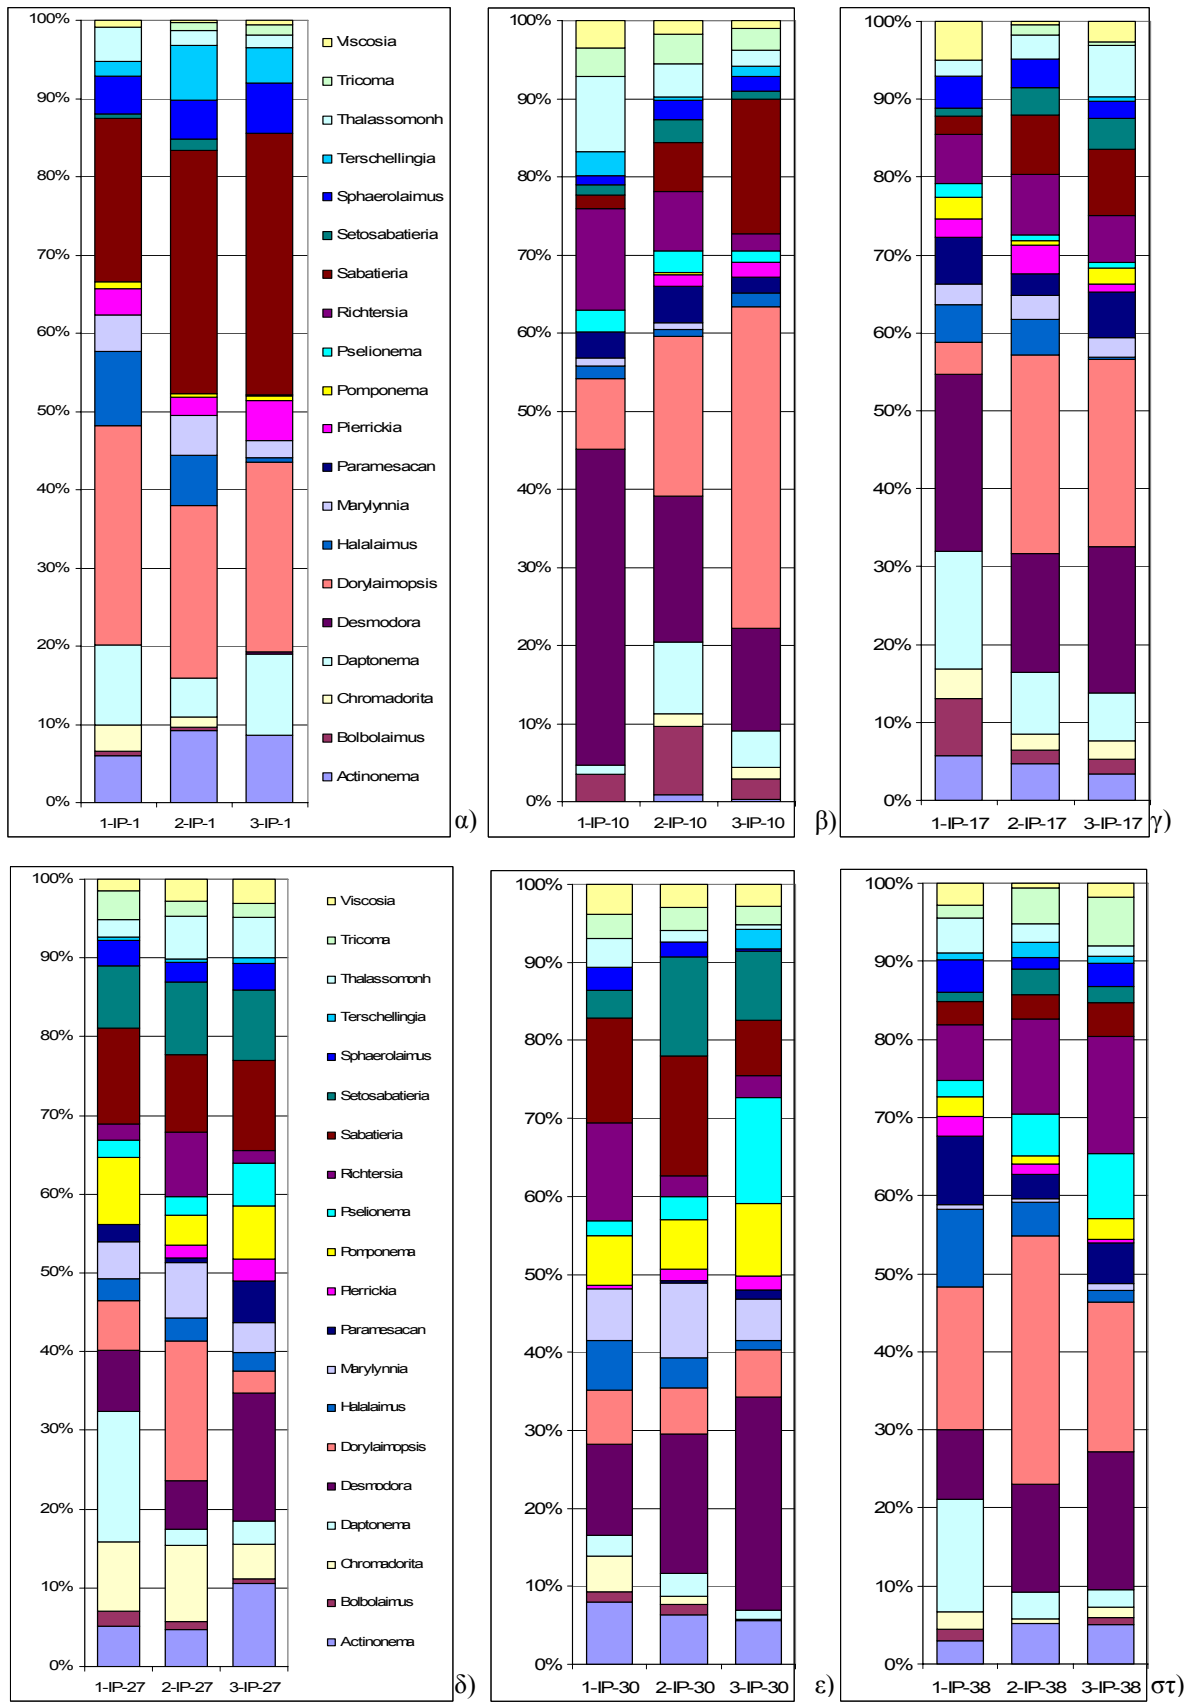 100%
90%
80%
70%
60%
50%
40%
30%
20%
10%
0%
1-IP-1 2-IP-1 3-IP-1
Viscosia
Tricoma
Thalassomonh
Terschellingia
Sphaerolaimus
Setosabatieria
Sabatieria
Richtersia
Pselionema
Pomponema
Pierrickia
Paramesacan
Marylynnia
Halalaimus
Dorylaimopsis
Desmodora
Daptonema
Chromadorita
Bolbolaimus
Actinonema
α)
100%
90%
80%
70%
60%
50%
40%
30%
20%
10%
0%
1-IP-10 2-IP-10 3-IP-10
β)
100%
90%
80%
70%
60%
50%
40%
30%
20%
10%
0%
1-IP-17 2-IP-17 3-IP-17
γ)
100%
90%
80%
70%
60%
50%
40%
30%
20%
10%
0%
1-IP-27 2-IP-27 3-IP-27
Viscosia
Tricoma
Thalassomonh
Terschellingia
Sphaerolaimus
Setosabatieria
Sabatieria
Richtersia
Pselionema
Pomponema
Pierrickia
Paramesacan
Marylynnia
Halalaimus
Dorylaimopsis
Desmodora
Daptonema
Chromadorita
Bolbolaimus
Actinonema
δ)
100%
90%
80%
70%
60%
50%
40%
30%
20%
10%
0%
1-IP-30 2-IP-30 3-IP-30
ε)
100%
90%
80%
70%
60%
50%
40%
30%
20%
10%
0%
1-IP-38 2-IP-38 3-IP-38
στ)